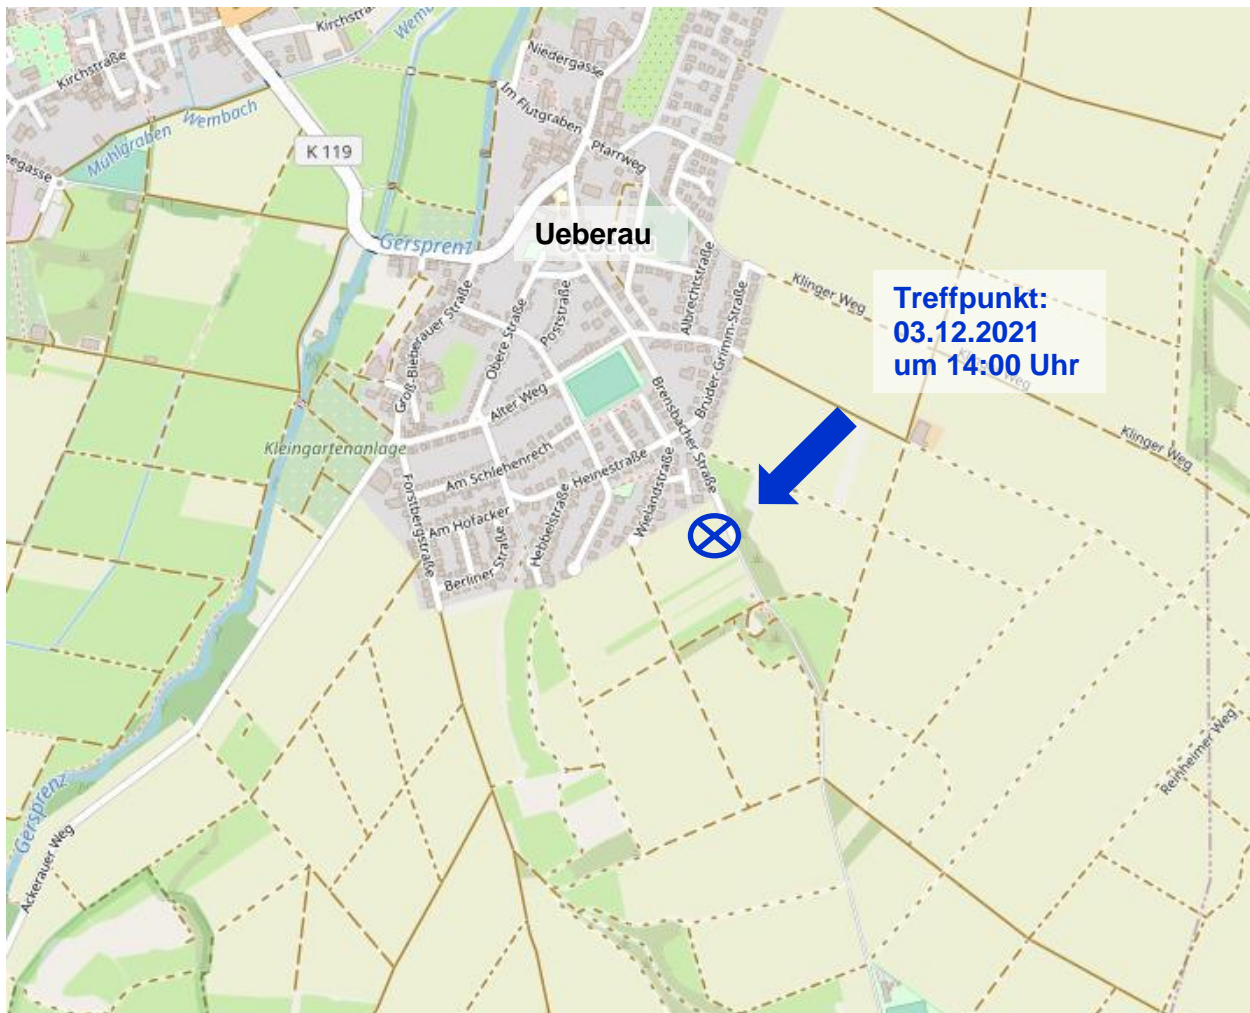 Kirchstraße
Kirchstraße
Wembach
Mühlgraben
K 119
Niedergasse
Im Flutgraben
Pfarrweg
Gersprenz
Ueberau
Klinger Weg
Treffpunkt:
03.12.2021
um 14:00 Uhr
Klinger Weg
Groß-Bieberauer Straße
Obere Straße
Poststraße
Albrechtstraße
Bruder-Grimm-Straße
Alter Weg
Brensbacher Straße
Kleingartenanlage
Am Schlehenrech
Heinestraße
Forstbergstraße
Am Hofacker
Berliner Straße
Hebbelstraße
Wielandstraße
Reinheimer Weg
Gersprenz
Ackerauer Weg